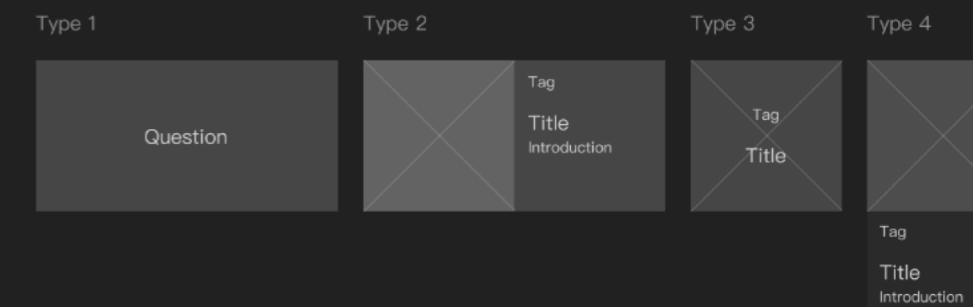 Type 1
Type 2
Type 3
Type 4
Question
Tag
Title
Introduction
Tag
Title
Tag
Title
Introduction